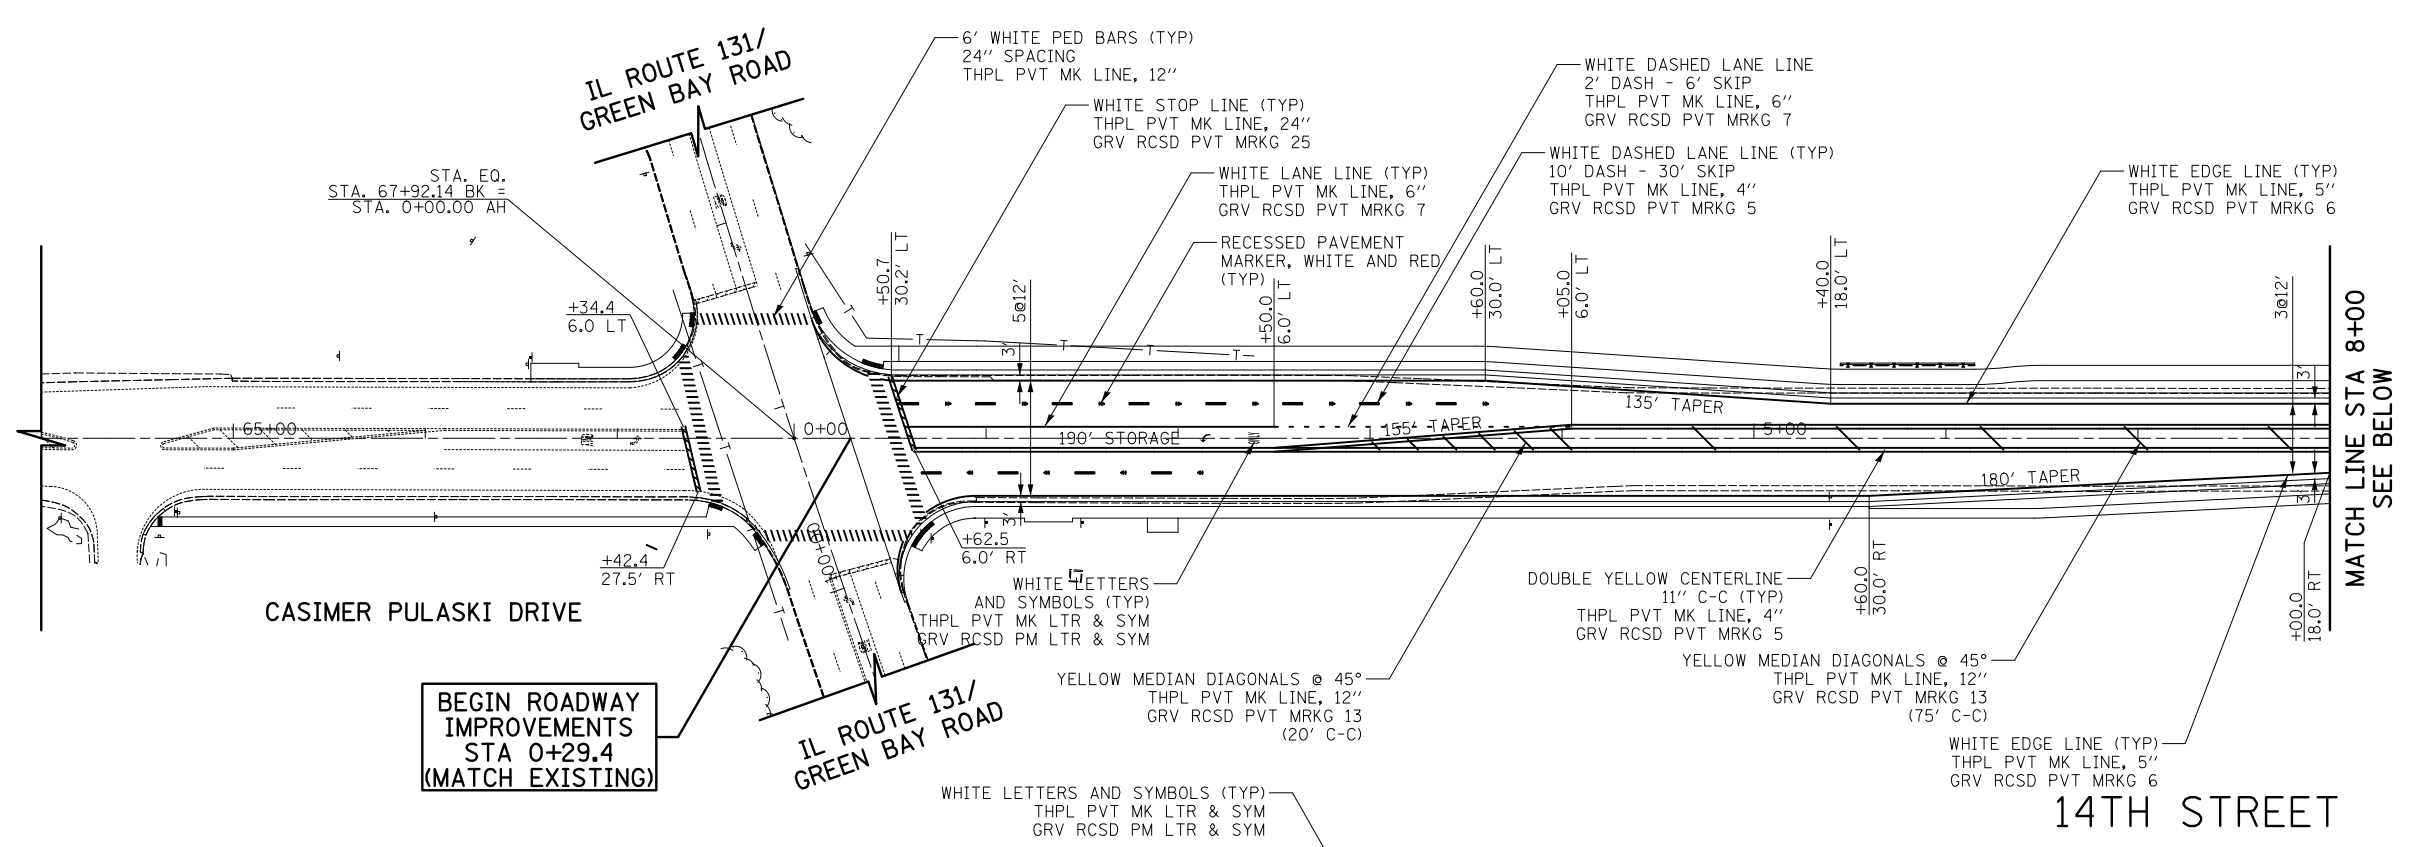 IL ROUTE 131/
GREEN BAY ROAD
6' WHITE PED BARS (TYP)
24" SPACING
THPL PVT MK LINE, 12"
WHITE STOP LINE (TYP)
THPL PVT MK LINE, 24"
GRV RCSD PVT MRKG 25
WHITE LANE LINE (TYP)
THPL PVT MK LINE, 6"
GRV RCSD PVT MRKG 7
RECESSED PAVEMENT
MARKER, WHITE AND RED
(TYP)
WHITE DASHED LANE LINE
2' DASH - 6' SKIP
THPL PVT MK LINE, 6"
GRV RCSD PVT MRKG 7
WHITE DASHED LANE LINE (TYP)
10' DASH - 30' SKIP
THPL PVT MK LINE, 4"
GRV RCSD PVT MRKG 5
WHITE EDGE LINE (TYP)
THPL PVT MK LINE, 5"
GRV RCSD PVT MRKG 6
STA. EQ.
STA. 67+92.14 BK =
STA. 0+00.00 AH
+34.4
6.0 LT
+50.7
30.2' LT
5@12'
3'
+50.0
6.0' LT
+60.0
30.0' LT
+05.0
6.0' LT
+40.0
18.0' LT
3@12'
3'
MATCH LINE STA 8+00
SEE BELOW
T
T
T
T
T
T
T
T
T
65+00
0+00
190' STORAGE
ONLY
155' TAPER
135' TAPER
5+00
180' TAPER
3'
3'
00+00
+42.4
27.5' RT
+62.5
6.0' RT
+60.0
30.0' RT
+00.0
18.0' RT
CASIMER PULASKI DRIVE
WHITE LETTERS
AND SYMBOLS (TYP)
THPL PVT MK LTR & SYM
GRV RCSD PM LTR & SYM
DOUBLE YELLOW CENTERLINE
11" C-C (TYP)
THPL PVT MK LINE, 4"
GRV RCSD PVT MRKG 5
YELLOW MEDIAN DIAGONALS @ 45°
THPL PVT MK LINE, 12"
GRV RCSD PVT MRKG 13
(20' C-C)
YELLOW MEDIAN DIAGONALS @ 45°
THPL PVT MK LINE, 12"
GRV RCSD PVT MRKG 13
(75' C-C)
BEGIN ROADWAY
IMPROVEMENTS
STA 0+29.4
(MATCH EXISTING)
IL ROUTE 131/
GREEN BAY ROAD
WHITE EDGE LINE (TYP)
THPL PVT MK LINE, 5"
GRV RCSD PVT MRKG 6
WHITE LETTERS AND SYMBOLS (TYP)
THPL PVT MK LTR & SYM
GRV RCSD PM LTR & SYM
14TH STREET